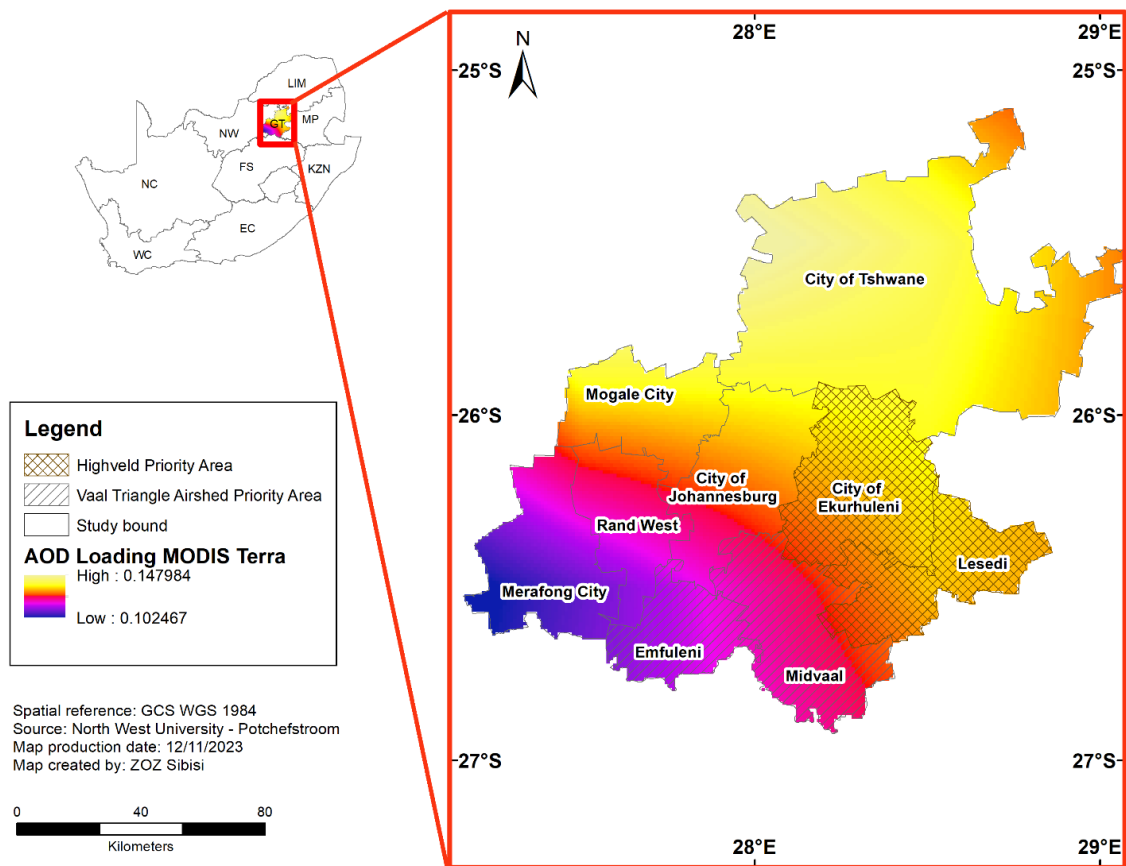 LIM
GT
MP
NW
FS
KZN
NC
EC
WC
28°E
29°E
25°S
25°S
N
City of Tshwane
Mogale City
26°S
26°S
City of
Johannesburg
City of
Ekurhuleni
Rand West
Lesedi
Merafong City
Emfuleni
Midvaal
27°S
27°S
28°E
29°E
Legend
Highveld Priority Area
Vaal Triangle Airshed Priority Area
Study bound
AOD Loading MODIS Terra
High : 0.147984
Low : 0.102467
Spatial reference: GCS WGS 1984
Source: North West University - Potchefstroom
Map production date: 12/11/2023
Map created by: ZOZ Sibisi
0 40 80
Kilometers